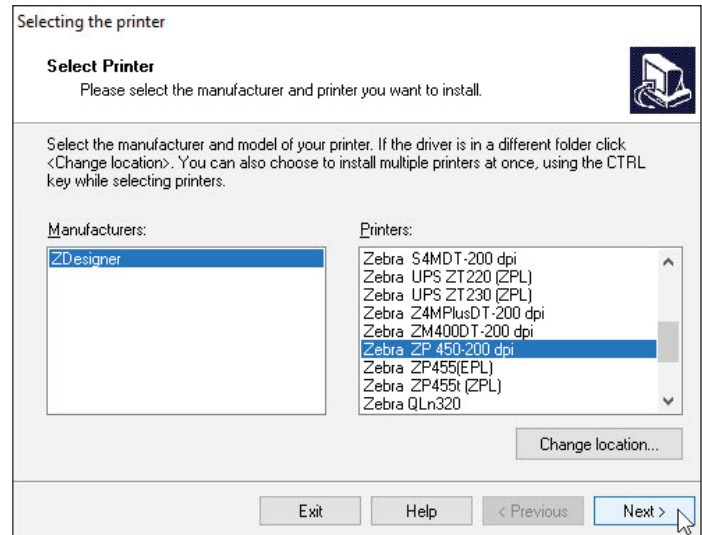 Selecting the printer
Select Printer
Please select the manufacturer and printer you want to install.
Select the manufacturer and model of your printer. If the driver is in a different folder click
<Change location>. You can also choose to install multiple printers at once, using the CTRL
key while selecting printers.
Manufacturers:
ZDesigner
Printers:
Zebra S4MDT-200 dpi
Zebra UPS ZT220 (ZPL)
Zebra UPS ZT230 (ZPL)
Zebra Z4MPlusDT-200 dpi
Zebra ZM400DT-200 dpi
Zebra ZP 450-200 dpi
Zebra ZP455(EPL)
Zebra ZP455t (ZPL)
Zebra QLn320
Change location...
Exit
Help
< Previous
Next >